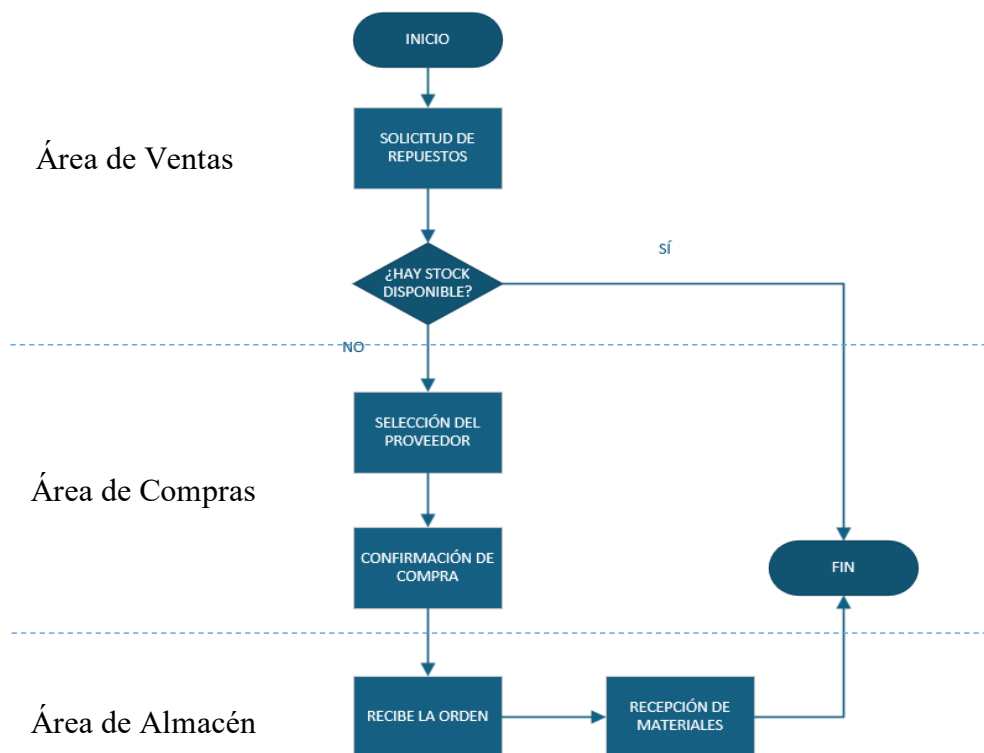 INICIO
SOLICITUD DE
REPUESTOS
Área de Ventas
SÍ
¿HAY STOCK
DISPONIBLE?
NO
SELECCIÓN DEL
PROVEEDOR
Área de Compras
CONFIRMACIÓN DE
COMPRA
FIN
RECIBE LA ORDEN
RECEPCIÓN DE
MATERIALES
Área de Almacén